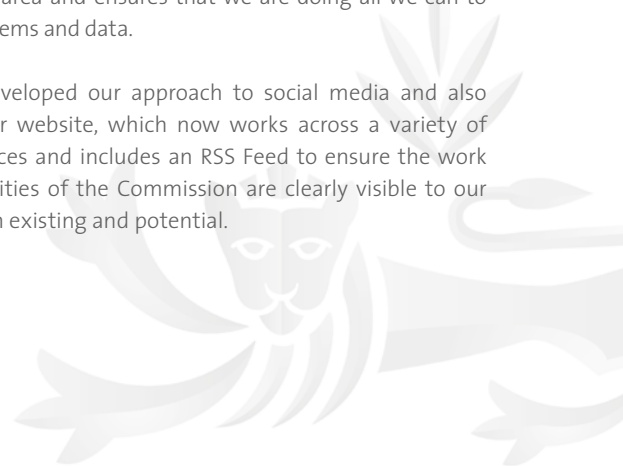 area and ensures that we are doing all we can to
ems and data.
veloped our approach to social media and also
r website, which now works across a variety of
ces and includes an RSS Feed to ensure the work
ities of the Commission are clearly visible to our
existing and potential.